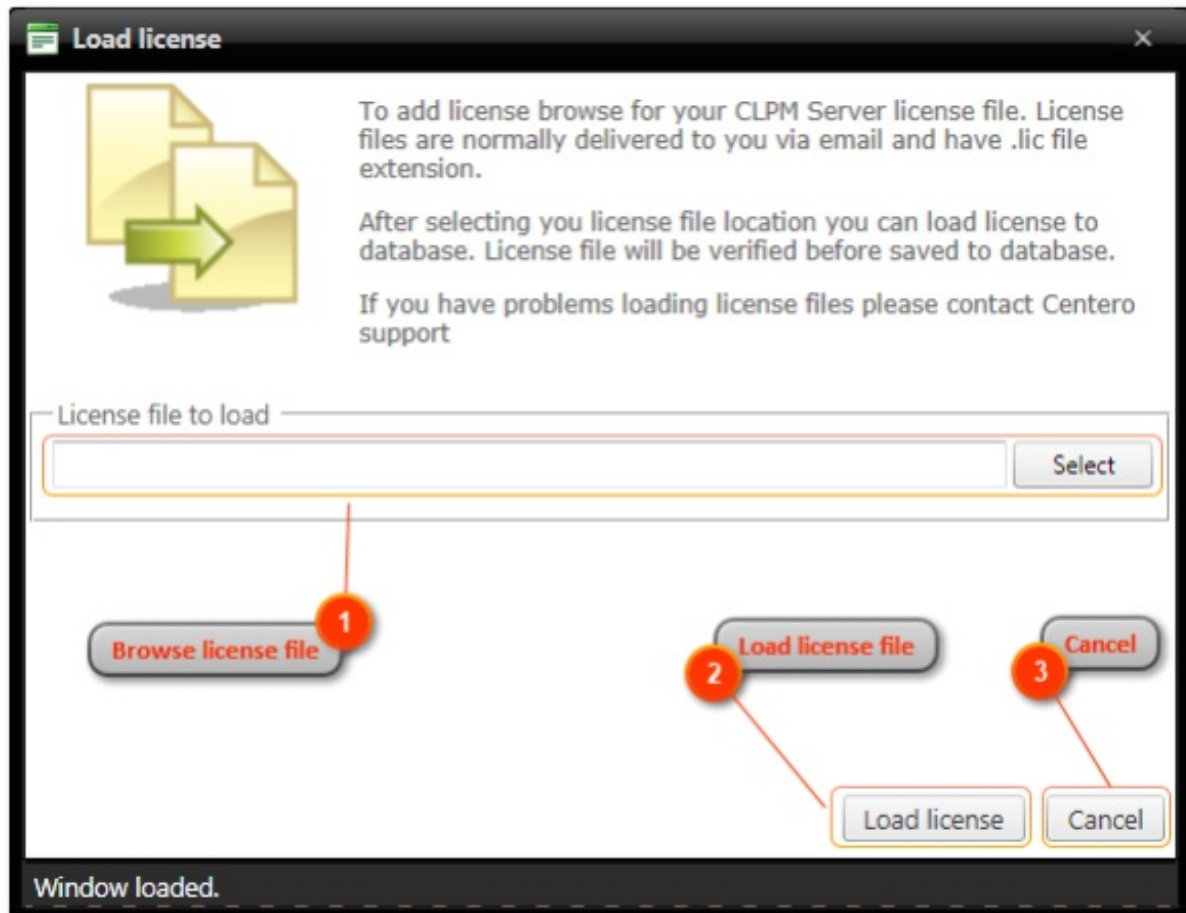 Load license
To add license browse for your CLPM Server license file. License
files are normally delivered to you via email and have .lic file
extension.
After selecting you license file location you can load license to
database. License file will be verified before saved to database.
If you have problems loading license files please contact Centero
support
License file to load
Select
1
Browse license file
Load license file
2
Cancel
3
Load license
Cancel
Window loaded.